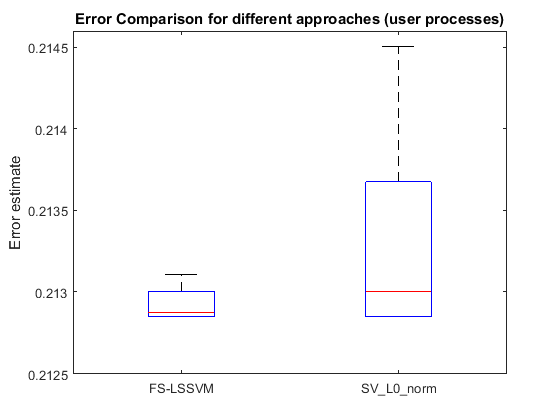 Error Comparison for different approaches (user processes)
0.2145
0.214
0.2135
0.213
0.2125
Error estimate
FS-LSSVM
SV_L0_norm